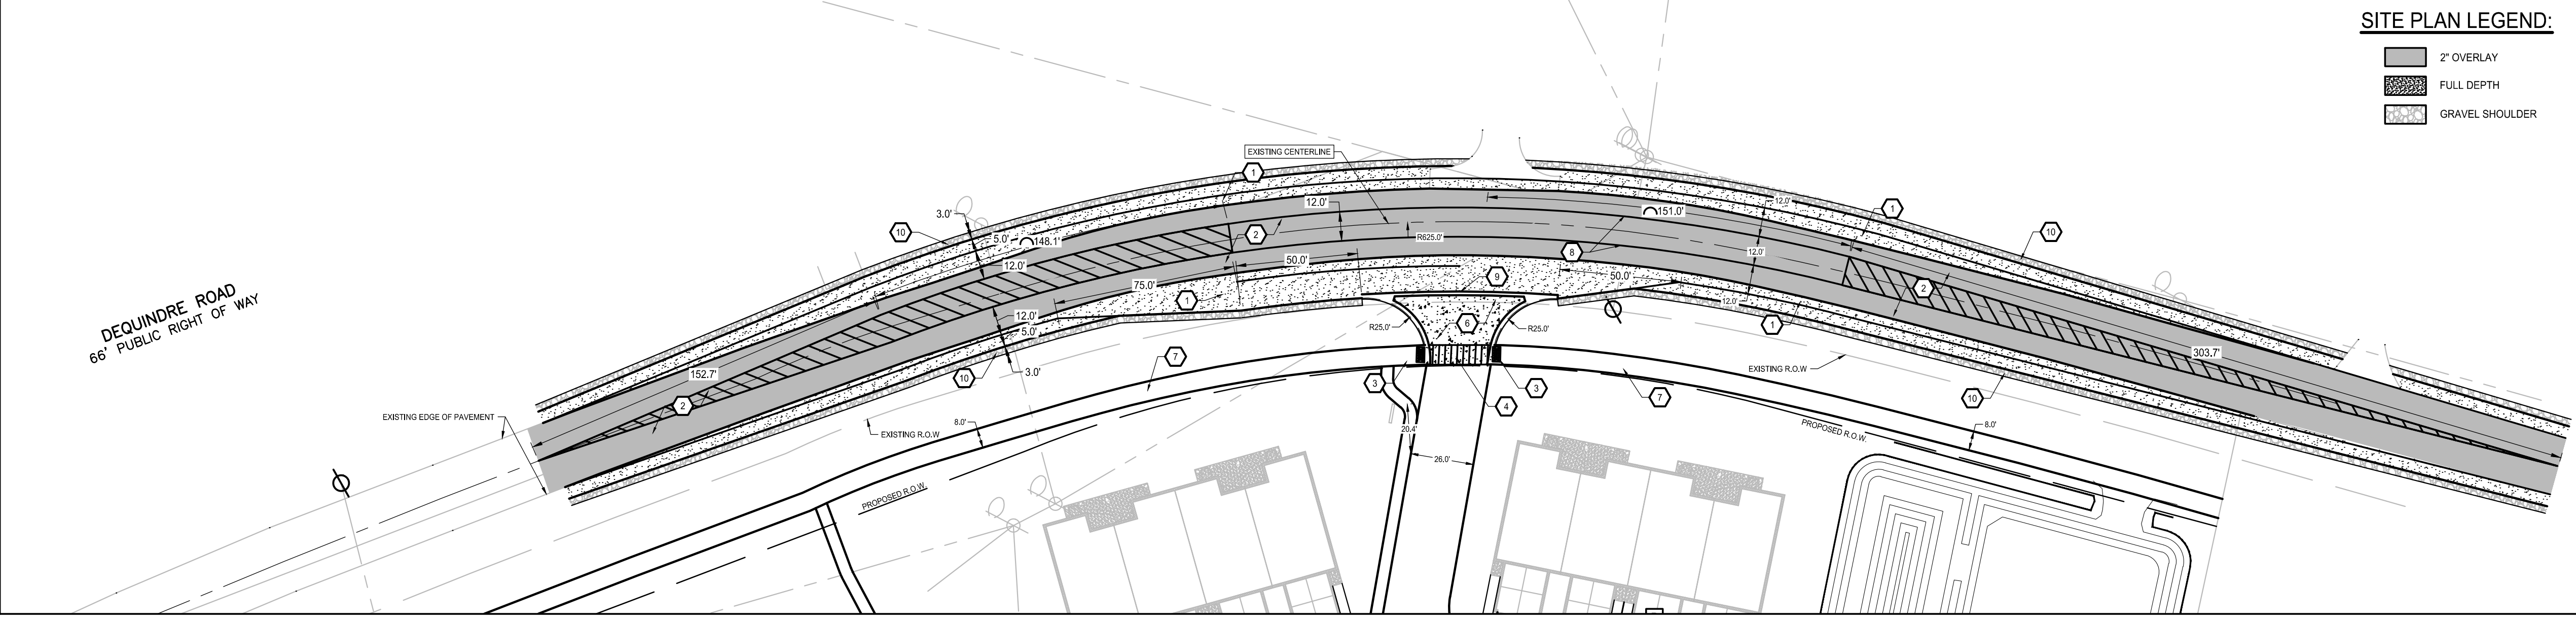 SITE PLAN LEGEND:
2" OVERLAY
FULL DEPTH
GRAVEL SHOULDER
EXISTING CENTERLINE
1
3.0'
10
5.0'
148.1'
12.0'
12.0'
2
R625.0'
151.0'
12.0'
1
10
8
12.0'
50.0'
75.0'
1
9
50.0'
2
12.0'
1
12.0'
5.0'
3.0'
R25.0'
6
R25.0'
DEQUINDRE ROAD
66' PUBLIC RIGHT OF WAY
7
303.7'
152.7'
10
EXISTING R.O.W
3
3
4
7
10
2
EXISTING EDGE OF PAVEMENT
8.0'
EXISTING R.O.W
20.4'
PROPOSED R.O.W.
8.0'
26.0'
PROPOSED R.O.W.